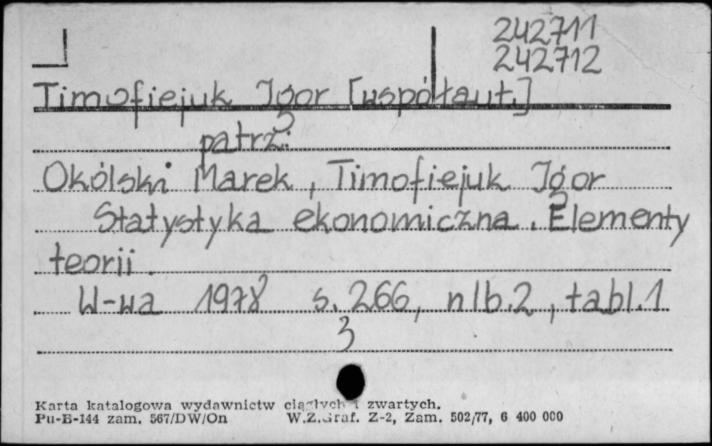 242711
242712
Timofiejuk Igor [współaut.]
patrz:
Okólski Marek, Timofiejuk Igor
Statystyka ekonomiczna. Elementy
teorii.
W-wa 1978 s. 266, nlb. 2, tabl. 1
3
Karta katalogowa wydawnictw ciągłych i zwartych.
Pu-B-144 zam. 567/DW/On W.Z.Graf. Z-2, Zam. 502/77, 6 400 000